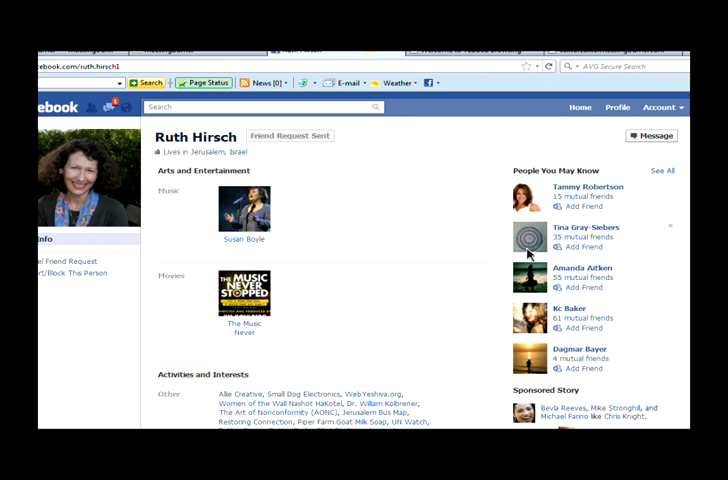 cebook.com/ruth.hirsch1
AVG Secure Search
Search
Page Status
News [0]
E-mail
Weather
ebook
Search
Home
Profile
Account
Ruth Hirsch
Friend Request Sent
Message
Lives in Jerusalem, Israel
Arts and Entertainment
Music
Susan Boyle
Movies
THE MUSIC
NEVER
STOPPED
The Music
Never
Activities and Interests
Other
Allie Creative, Small Dog Electronics, WebYeshiva.org,
Women of the Wall Nashot HaKotel, Dr. William Kolbrener,
The Art of Nonconformity (AONC), Jerusalem Bus Map,
Restoring Connection, Piper Farm Goat Milk Soap, UN Watch,
nfo
el Friend Request
rt/Block This Person
People You May Know
See All
Tammy Robertson
15 mutual friends
Add Friend
Tina Gray-Siebers
35 mutual friends
Add Friend
Amanda Aitken
55 mutual friends
Add Friend
Kc Baker
61 mutual friends
Add Friend
Dagmar Bayer
4 mutual friends
Add Friend
Sponsored Story
Bevla Reeves, Mike Stronghill, and
Michael Farino like Chris Knight.